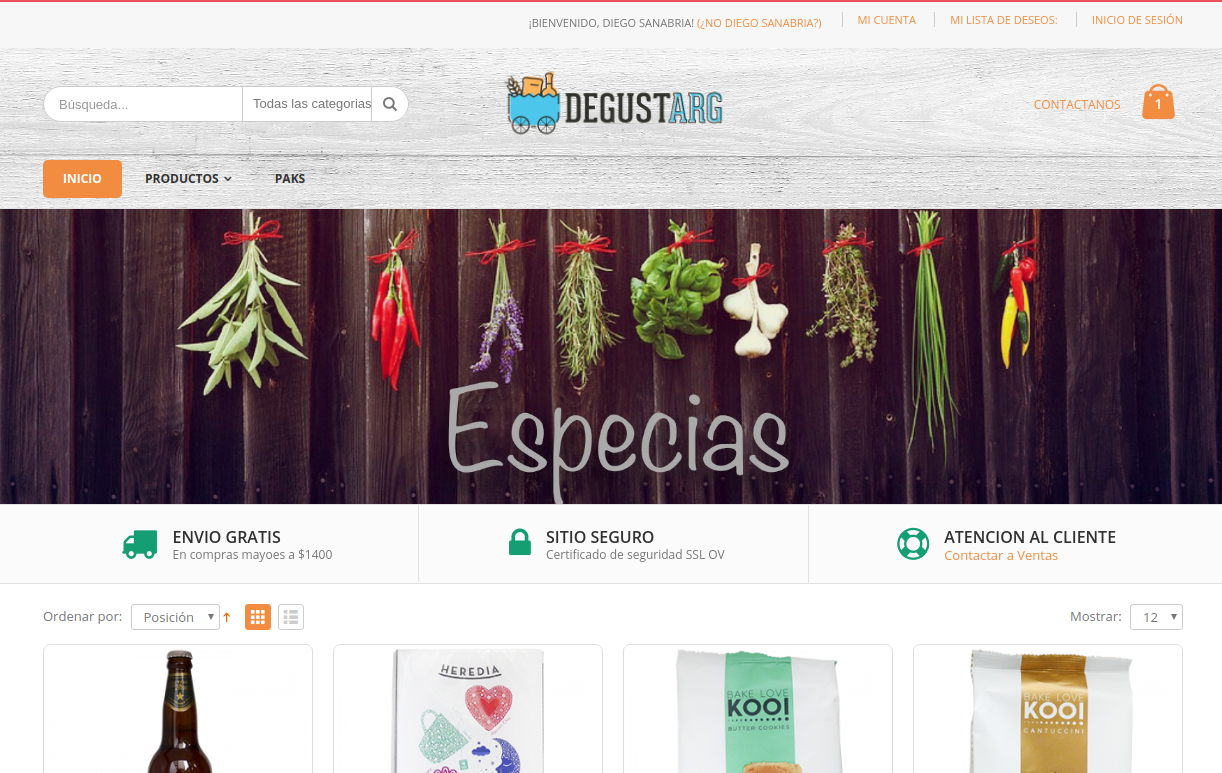 ¡BIENVENIDO, DIEGO SANABRIA! (¿NO DIEGO SANABRIA?)
MI CUENTA
MI LISTA DE DESEOS:
INICIO DE SESIÓN
Búsqueda...
Todas las categorias
DEGUSTARG
CONTACTANOS
1
INICIO
PRODUCTOS
PAKS
Especias
ENVIO GRATIS
En compras mayoes a $1400
SITIO SEGURO
Certificado de seguridad SSL OV
ATENCION AL CLIENTE
Contactar a Ventas
Ordenar por:
Posición
Mostrar:
12
HEREDIA
BAKE LOVE
KOOI
BUTTER COOKIES
BAKE LOVE
KOOI
CANTUCCINI